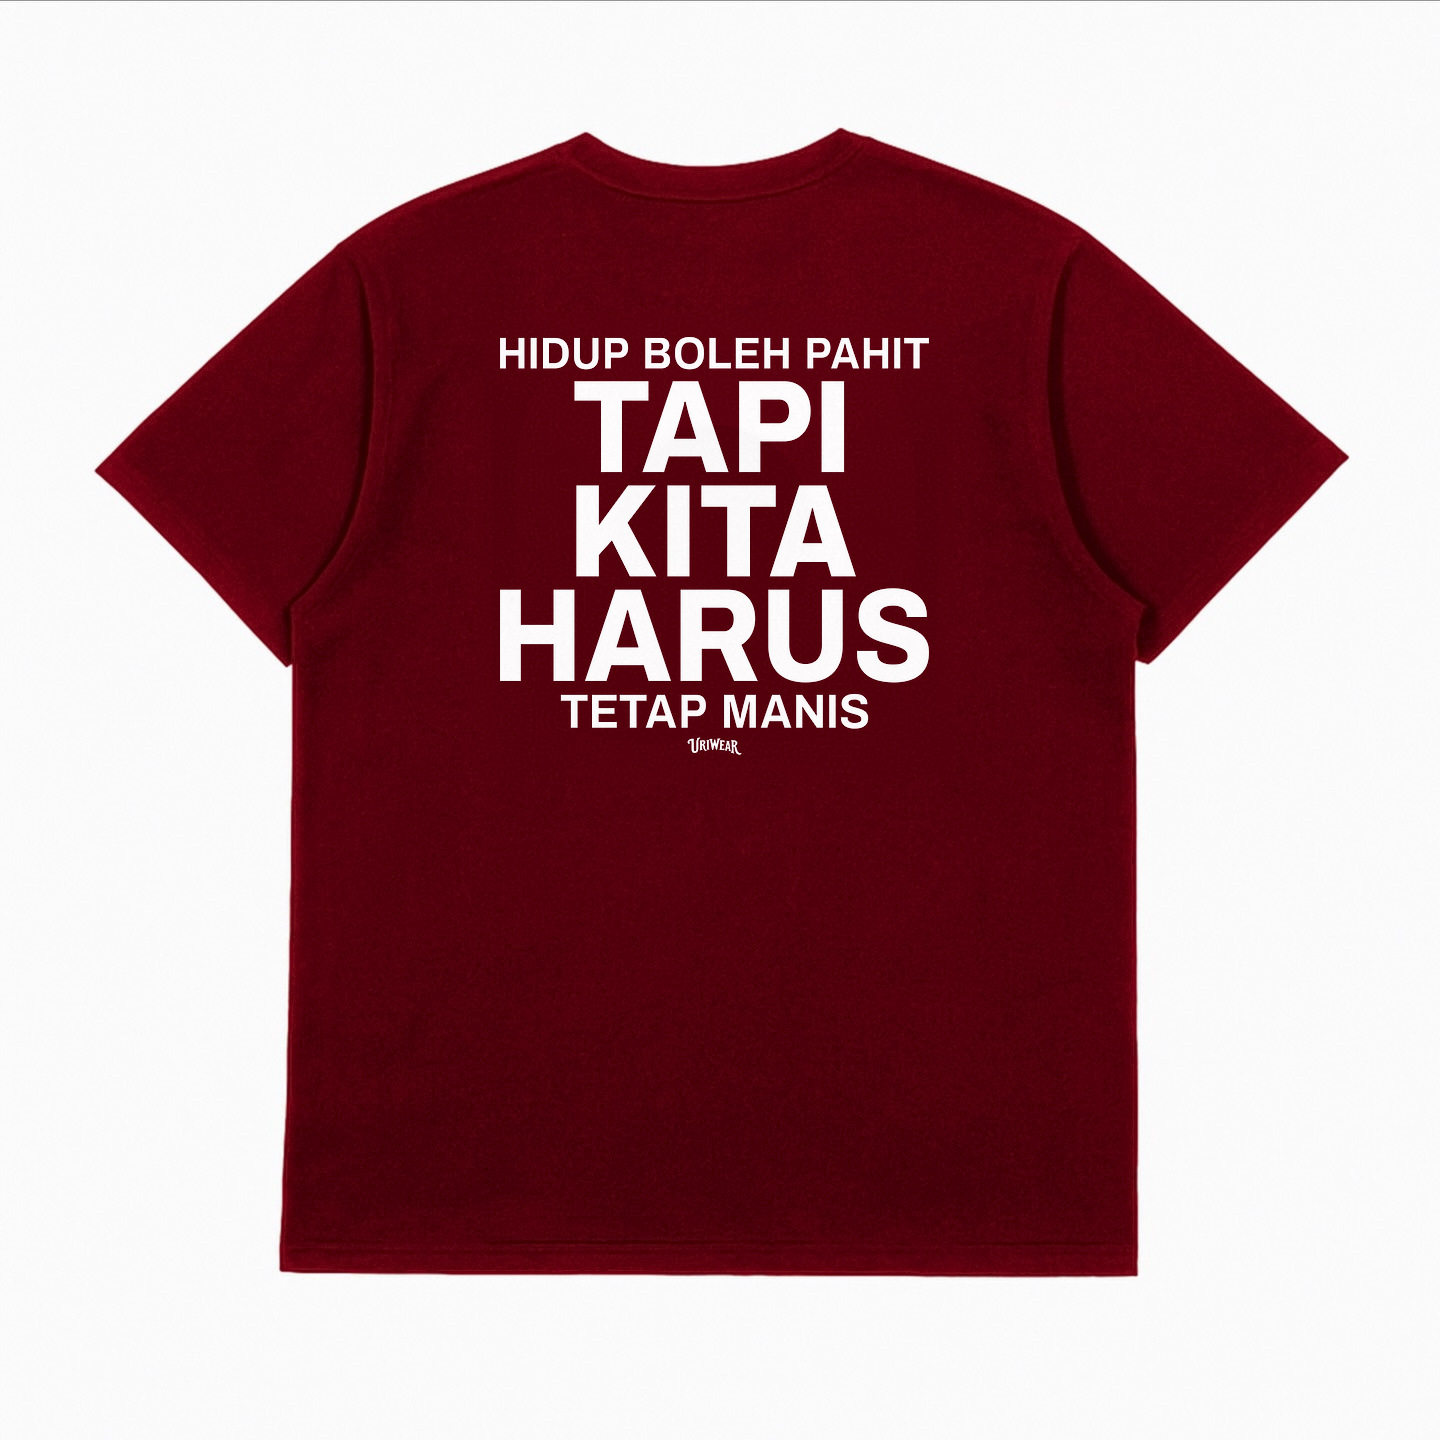 HIDUP BOLEH PAHIT
TAPI
KITA
HARUS
TETAP MANIS
URIWEAR